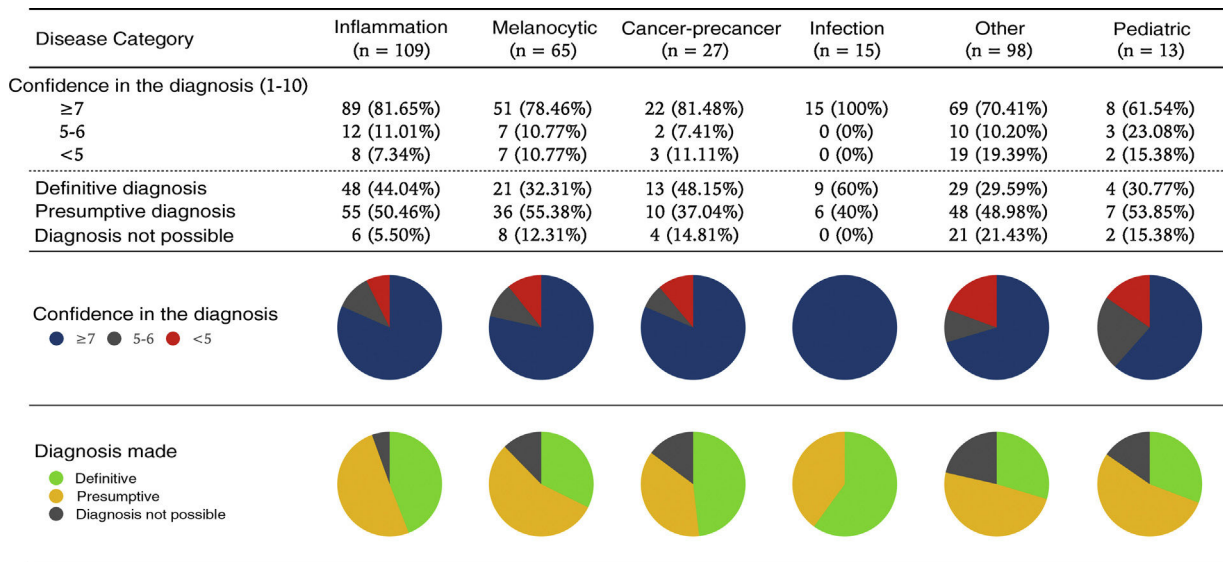 Disease Category Inflammation (n = 109) Melanocytic (n = 65) Cancer-precancer (n = 27) Infection (n = 15) Other (n = 98) Pediatric (n = 13)
Confidence in the diagnosis (1-10)
≥7 89 (81.65%) 51 (78.46%) 22 (81.48%) 15 (100%) 69 (70.41%) 8 (61.54%)
5-6 12 (11.01%) 7 (10.77%) 2 (7.41%) 0 (0%) 10 (10.20%) 3 (23.08%)
<5 8 (7.34%) 7 (10.77%) 3 (11.11%) 0 (0%) 19 (19.39%) 2 (15.38%)
Definitive diagnosis 48 (44.04%) 21 (32.31%) 13 (48.15%) 9 (60%) 29 (29.59%) 4 (30.77%)
Presumptive diagnosis 55 (50.46%) 36 (55.38%) 10 (37.04%) 6 (40%) 48 (48.98%) 7 (53.85%)
Diagnosis not possible 6 (5.50%) 8 (12.31%) 4 (14.81%) 0 (0%) 21 (21.43%) 2 (15.38%)
Confidence in the diagnosis
≥7 5-6 <5
Diagnosis made
Definitive
Presumptive
Diagnosis not possible